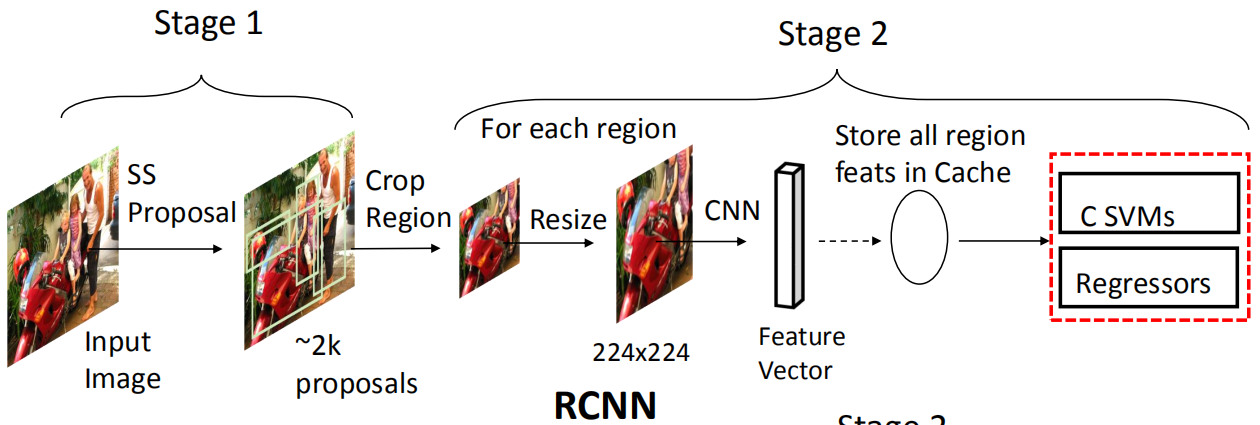 Stage 1
Stage 2
For each region
Store all region
feats in Cache
SS
Proposal
Crop
Region
Resize
CNN
C SVMs
Regressors
Input
Image
~2k
proposals
224x224
Feature
Vector
RCNN